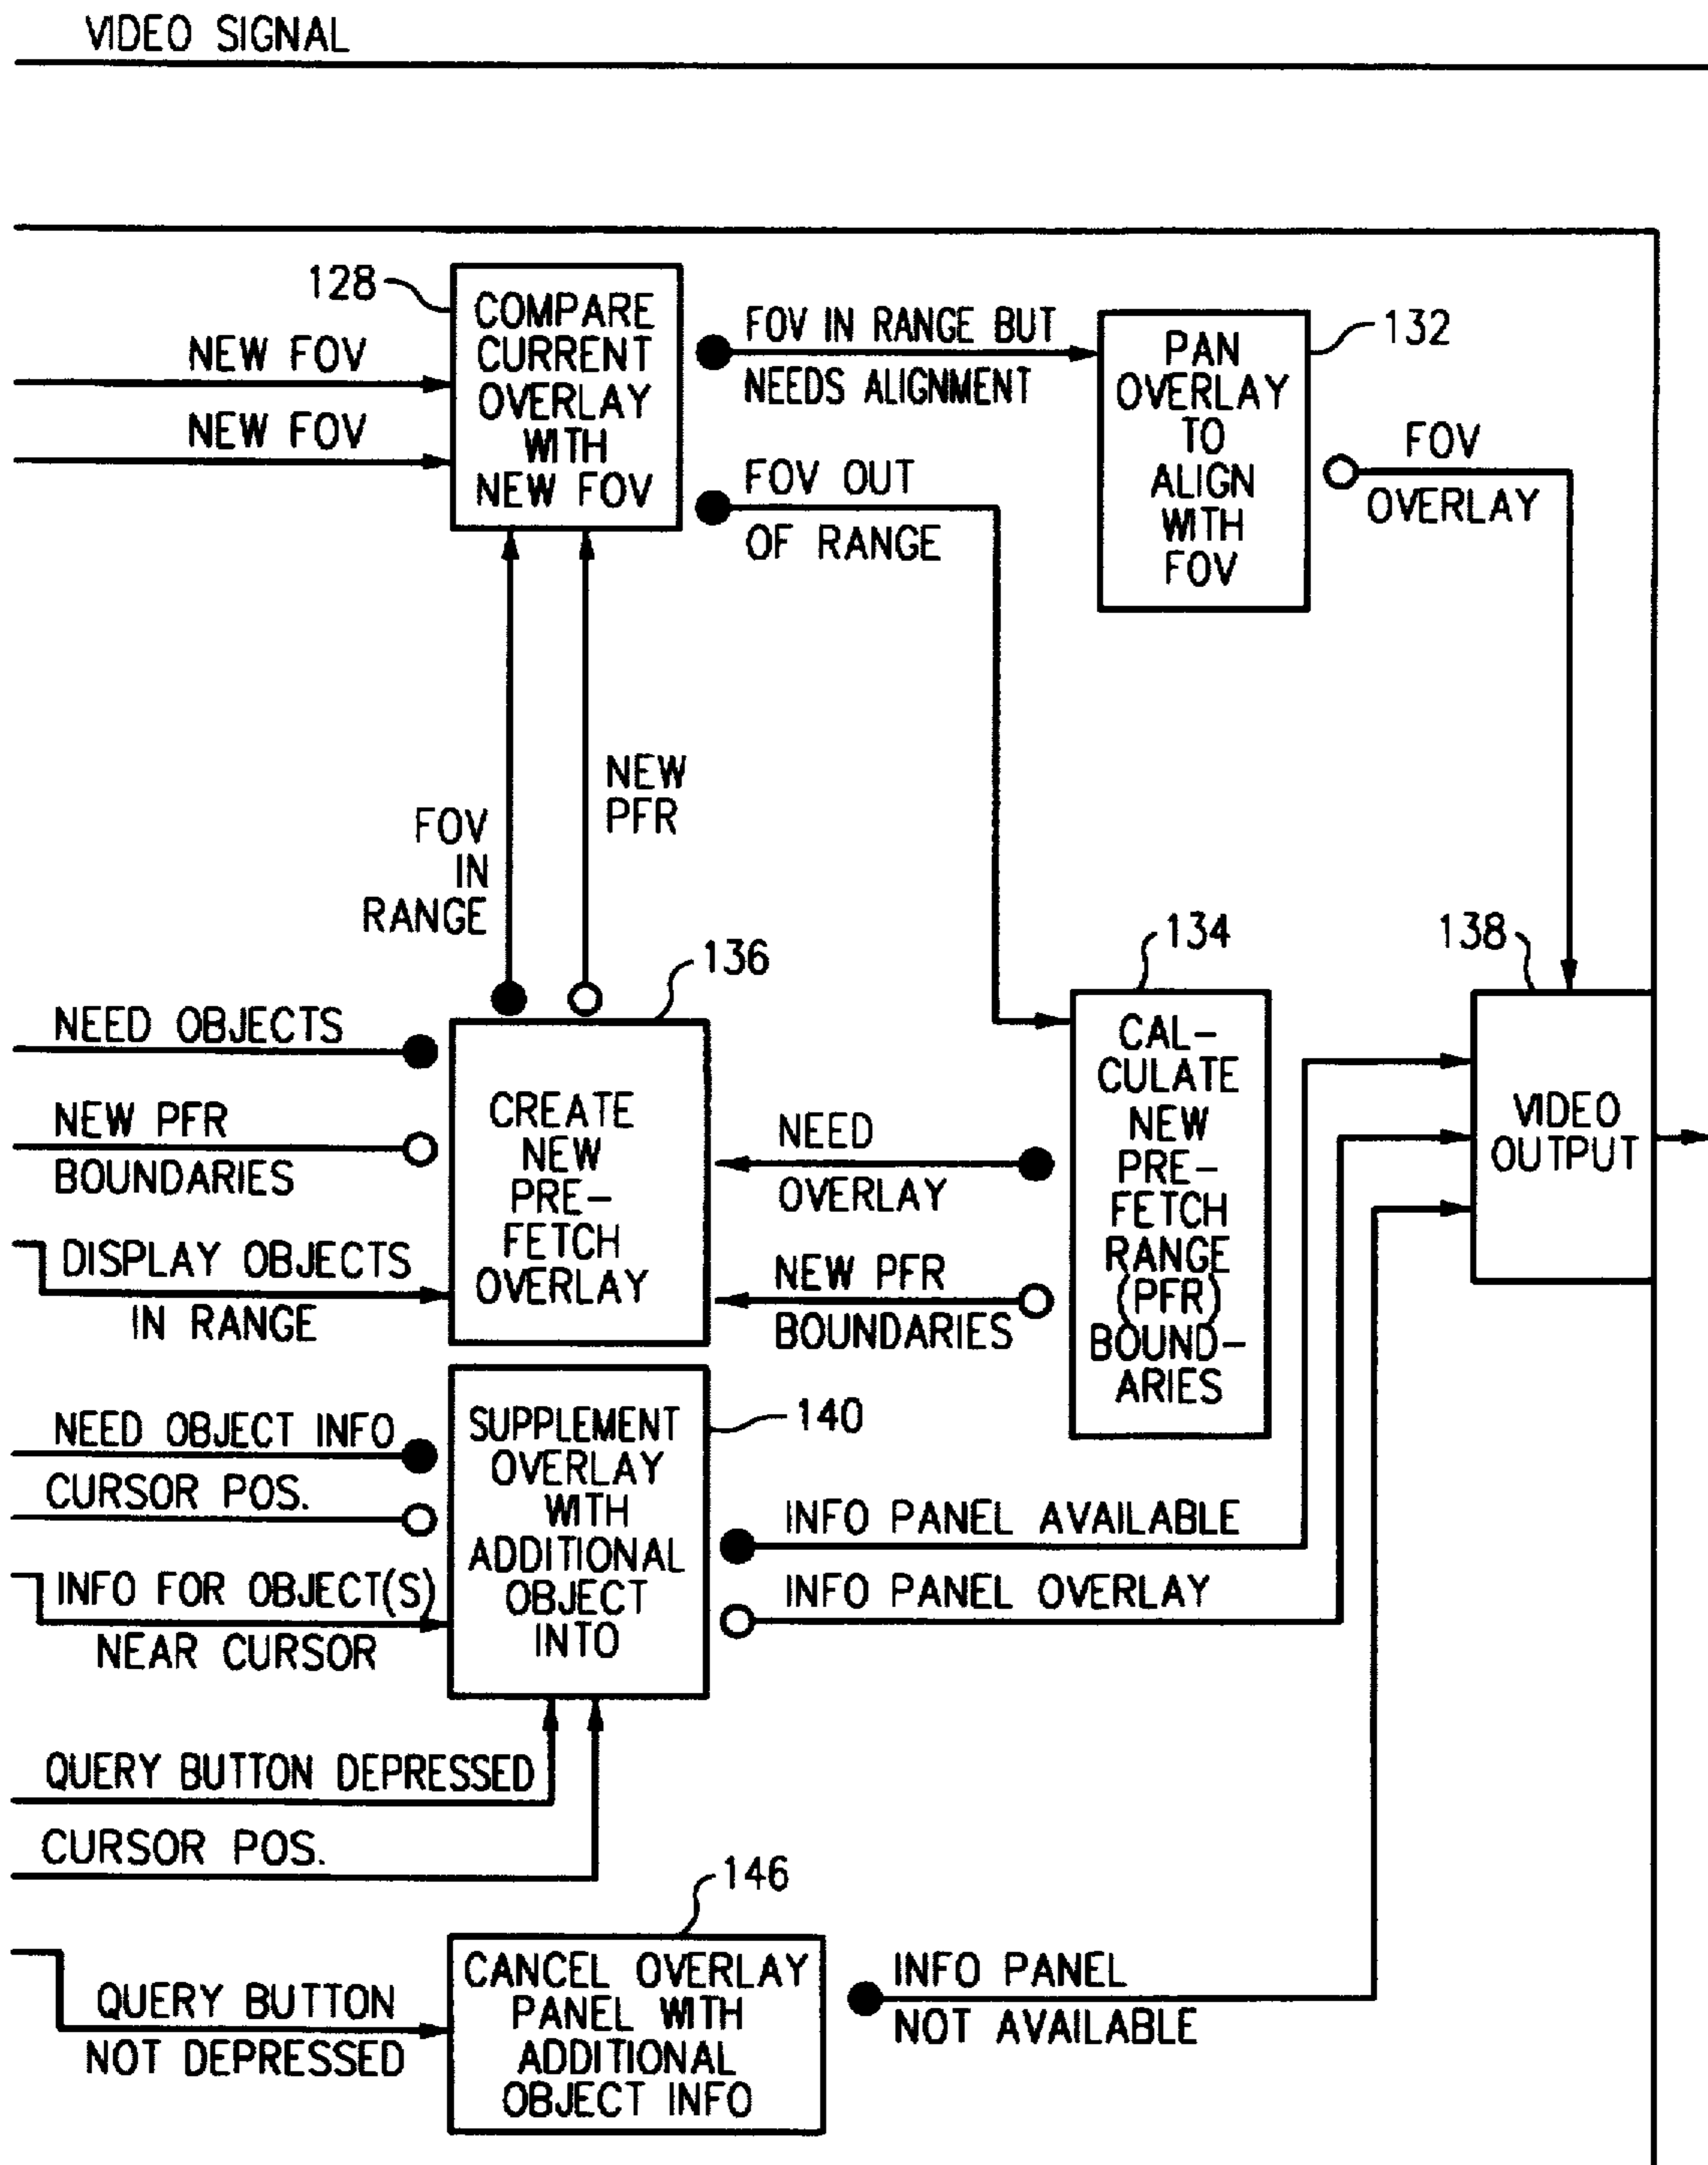 VIDEO SIGNAL
128
COMPARE
CURRENT
OVERLAY
WITH
NEW FOV
NEW FOV
NEW FOV
FOV IN RANGE BUT
NEEDS ALIGNMENT
FOV OUT
OF RANGE
132
PAN
OVERLAY
TO
ALIGN
WITH
FOV
FOV
OVERLAY
FOV
IN
RANGE
NEW
PFR
136
134
138
NEED OBJECTS
NEW PFR
BOUNDARIES
DISPLAY OBJECTS
IN RANGE
CREATE
NEW
PRE-
FETCH
OVERLAY
NEED
OVERLAY
NEW PFR
BOUNDARIES
CAL-
CULATE
NEW
PRE-
FETCH
RANGE
(PFR)
BOUND-
ARIES
VIDEO
OUTPUT
NEED OBJECT INFO
CURSOR POS.
INFO FOR OBJECT(S)
NEAR CURSOR
SUPPLEMENT
OVERLAY
WITH
ADDITIONAL
OBJECT
INTO
140
INFO PANEL AVAILABLE
INFO PANEL OVERLAY
QUERY BUTTON DEPRESSED
CURSOR POS.
146
QUERY BUTTON
NOT DEPRESSED
CANCEL OVERLAY
PANEL WITH
ADDITIONAL
OBJECT INFO
INFO PANEL
NOT AVAILABLE